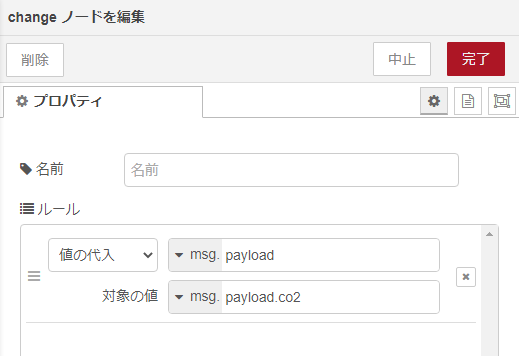 change ノードを編集
削除
中止
完了
プロパティ
名前
名前
ルール
値の代入
msg. payload
対象の値
msg. payload.co2